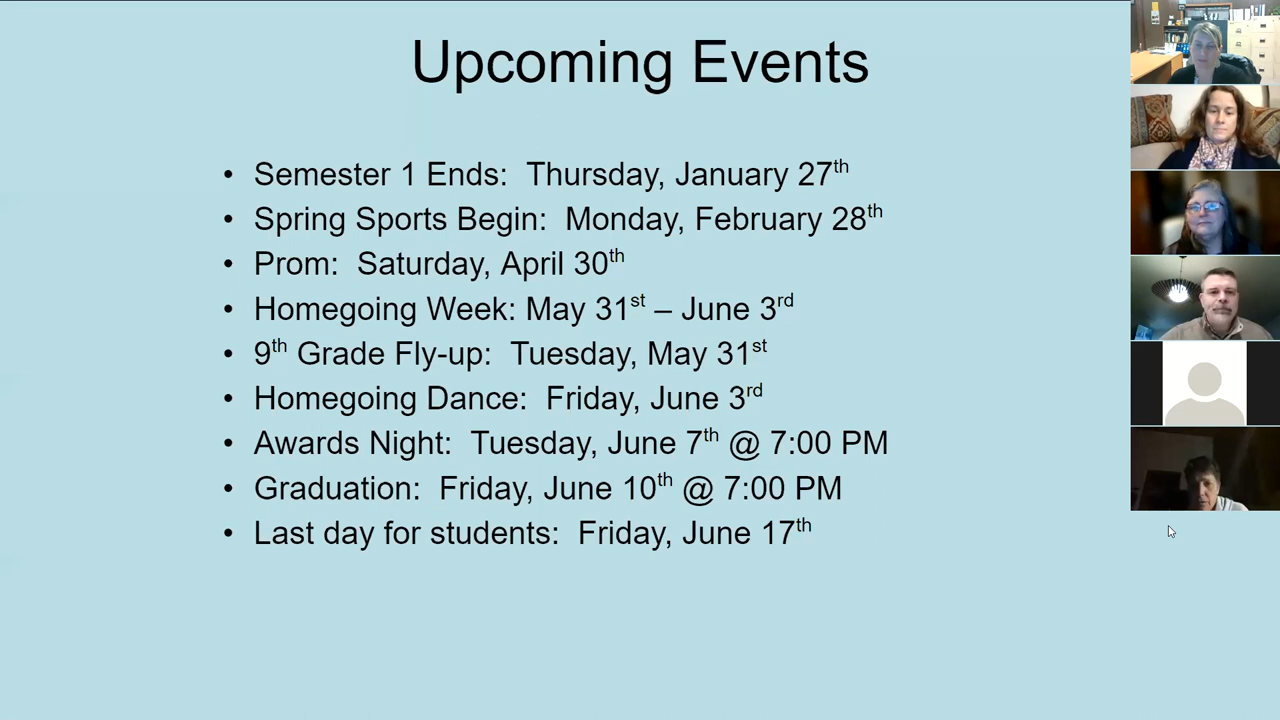 Upcoming Events
• Semester 1 Ends:  Thursday, January 27th
• Spring Sports Begin:  Monday, February 28th
• Prom:  Saturday, April 30th
• Homegoing Week: May 31st – June 3rd
• 9th Grade Fly-up:  Tuesday, May 31st
• Homegoing Dance:  Friday, June 3rd
• Awards Night:  Tuesday, June 7th @ 7:00 PM
• Graduation:  Friday, June 10th @ 7:00 PM
• Last day for students:  Friday, June 17th